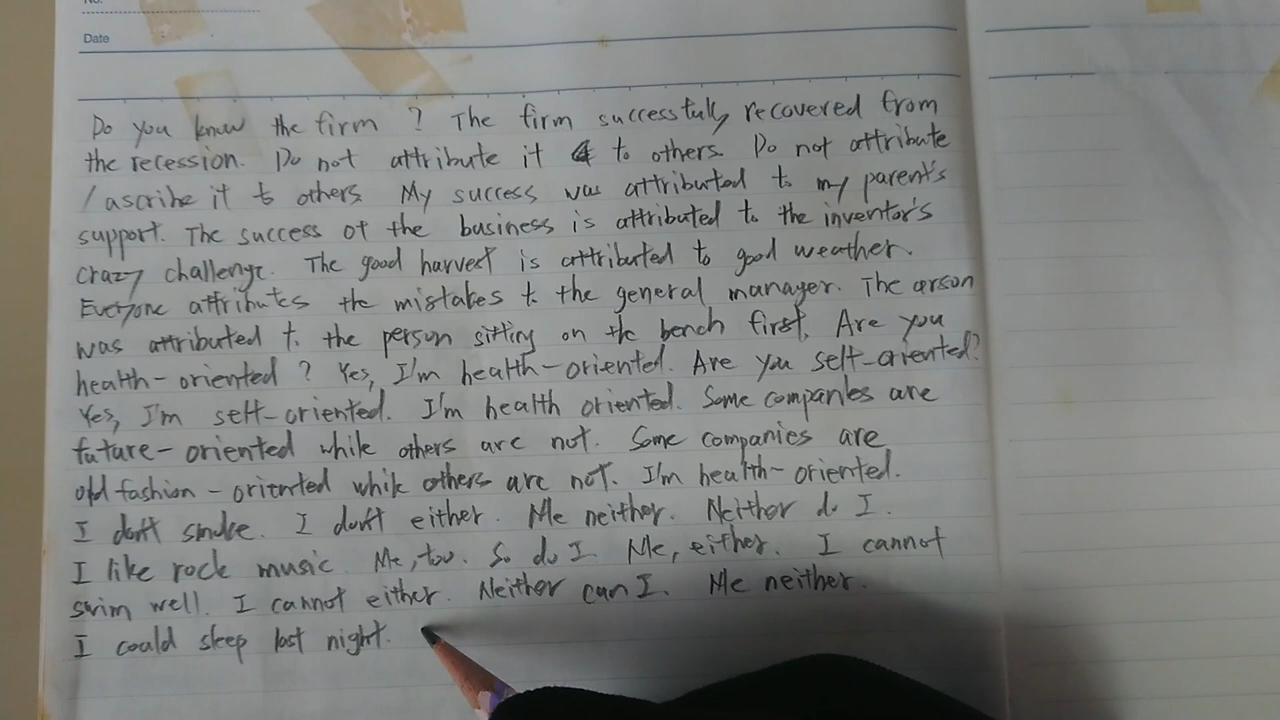 No.
Date
Do you know the firm ? The firm successfully recovered from
the recession. Do not attribute it to others. Do not attribute
/ ascribe it to others. My success was attributed to my parent's
support. The success of the business is attributed to the inventor's
crazy challenge. The good harvest is attributed to good weather.
Everyone attributes the mistakes to the general manager. The arson
was attributed to the person sitting on the bench first. Are you
health-oriented ? Yes, I'm health-oriented. Are you self-oriented?
Yes, I'm self-oriented. I'm health oriented. Some companies are
future-oriented while others are not. Some companies are
old fashion-oriented while others are not. I'm health-oriented.
I don't smoke. I don't either. Me neither. Neither do I.
I like rock music. Me, too. So do I. Me, either. I cannot
swim well. I cannot either. Neither can I. Me neither.
I could sleep last night.